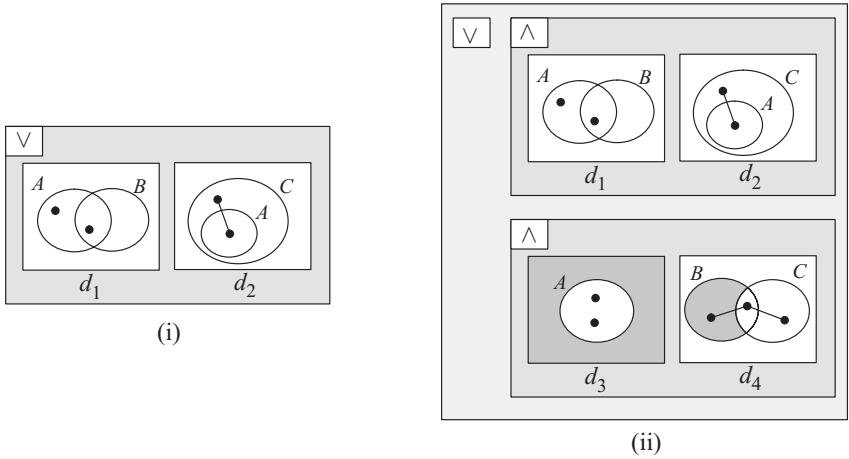 ∨
A B
C
A
d₁ d₂
(i)
∨ ∧
A B
C
A
d₁ d₂
∧
A
B C
d₃ d₄
(ii)